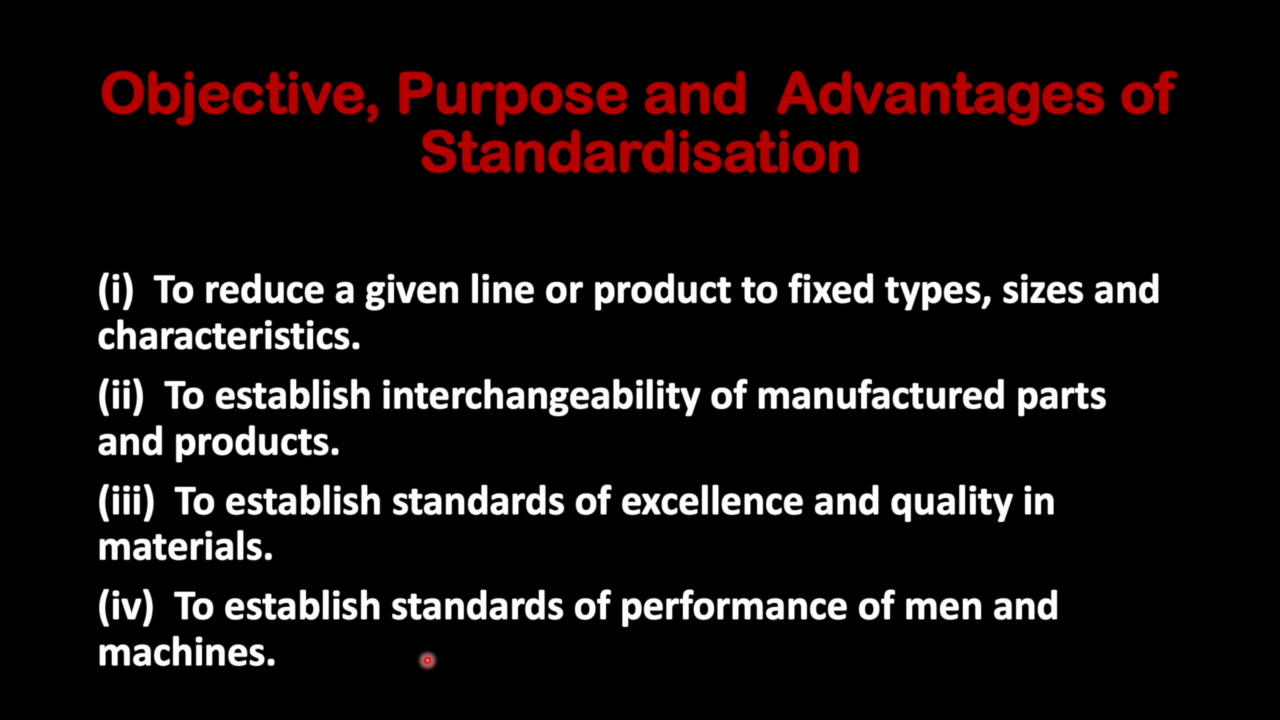 Objective, Purpose and Advantages of
Standardisation
(i) To reduce a given line or product to fixed types, sizes and
characteristics.
(ii) To establish interchangeability of manufactured parts
and products.
(iii) To establish standards of excellence and quality in
materials.
(iv) To establish standards of performance of men and
machines.